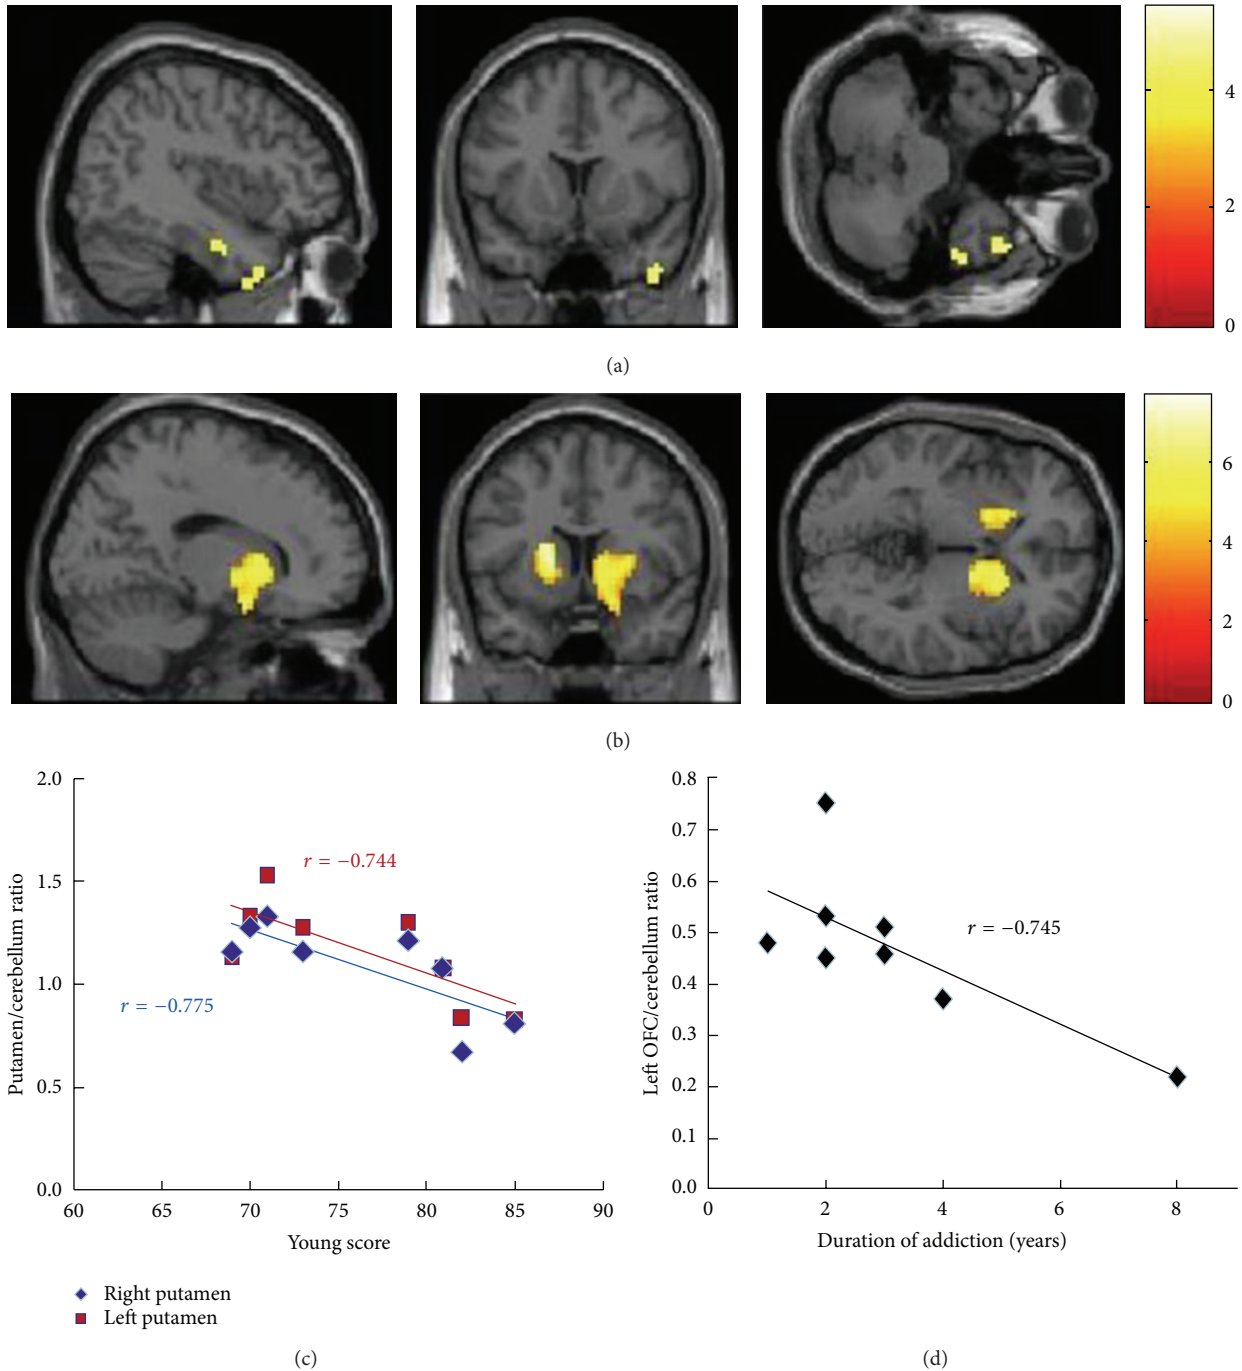 4
2
0
(a)
6
4
2
0
(b)
2.0
1.5
1.0
0.5
0.0
Putamen/cerebellum ratio
r = −0.744
r = −0.775
60 65 70 75 80 85 90
Young score
Right putamen
Left putamen
(c)
0.8
0.7
0.6
0.5
0.4
0.3
0.2
0.1
0.0
Left OFC/cerebellum ratio
r = −0.745
0 2 4 6 8
Duration of addiction (years)
(d)